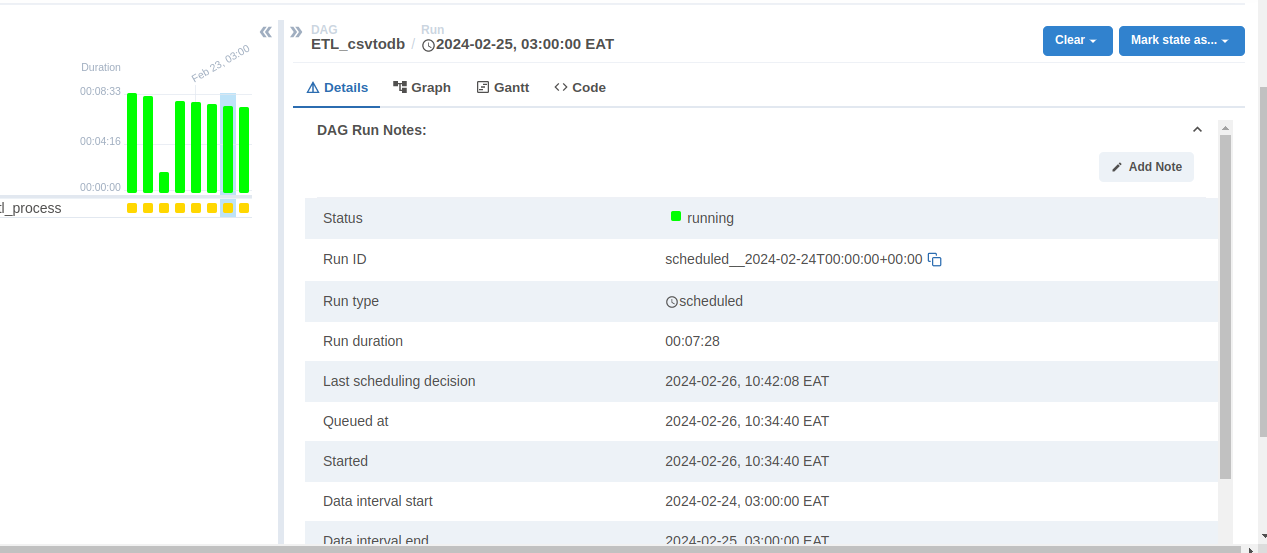 DAG
Run
ETL_csvtodb / 2024-02-25, 03:00:00 EAT
Clear
Mark state as...
Feb 23, 03:00
Duration
00:08:33
00:04:16
00:00:00
tl_process
Details
Graph
Gantt
Code
DAG Run Notes:
Add Note
Status running
Run ID scheduled__2024-02-24T00:00:00+00:00
Run type scheduled
Run duration 00:07:28
Last scheduling decision 2024-02-26, 10:42:08 EAT
Queued at 2024-02-26, 10:34:40 EAT
Started 2024-02-26, 10:34:40 EAT
Data interval start 2024-02-24, 03:00:00 EAT
Data interval end 2024-02-25, 03:00:00 EAT